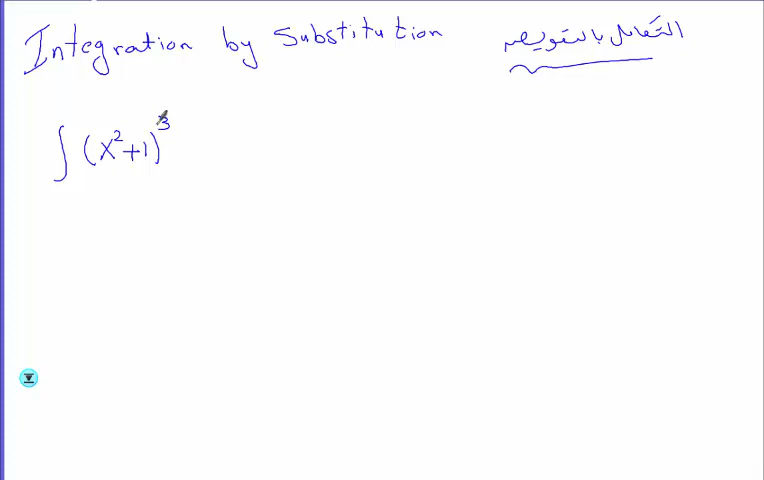 Integration by Substitution التكامل بالتعويض
∫ (x²+1)³